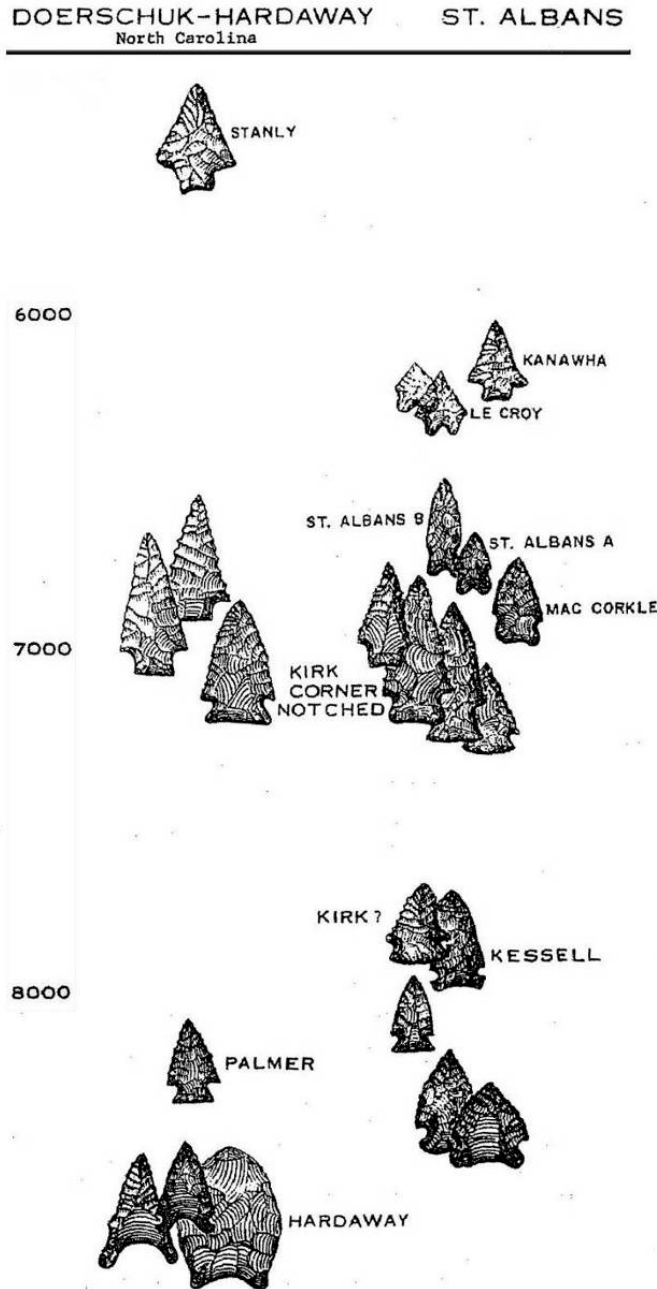 DOERSCHUK-HARDAWAY ST. ALBANS
North Carolina
STANLY
6000
KANAWHA
LE CROY
ST. ALBANS B
ST. ALBANS A
MAC CORKLE
7000
KIRK
CORNER
NOTCHED
KIRK ?
KESSELL
8000
PALMER
HARDAWAY